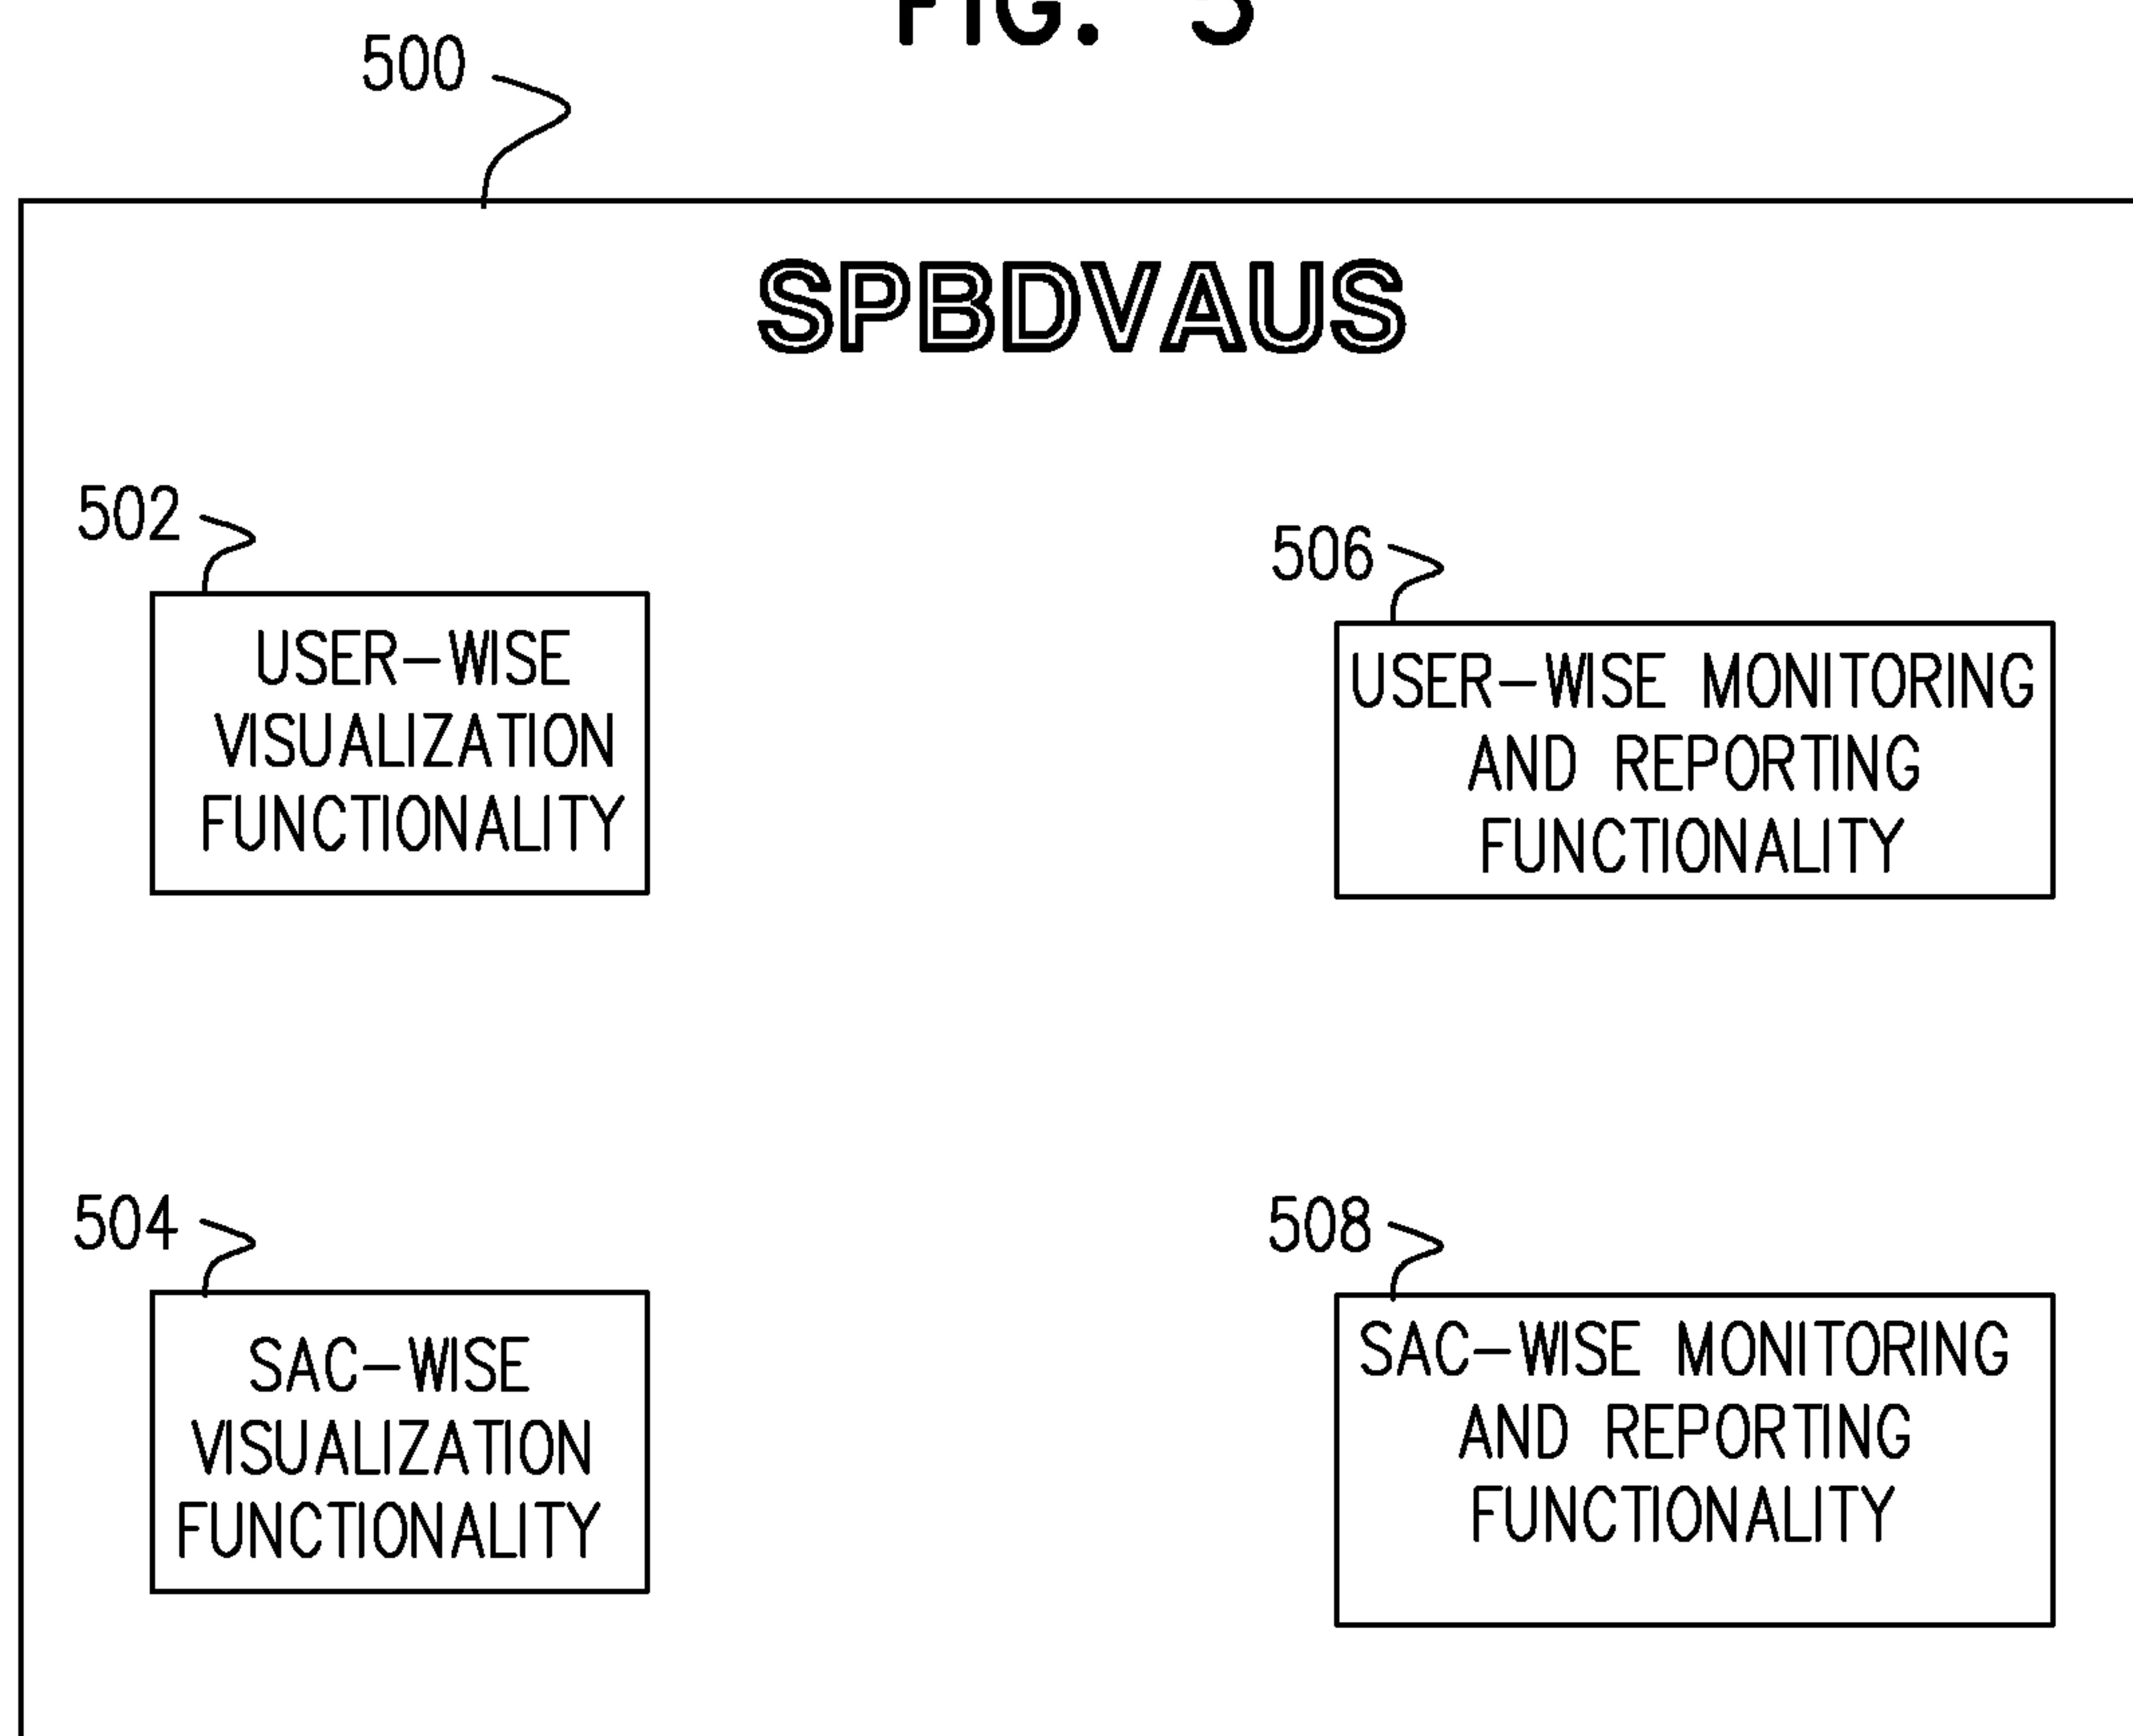 FIG. 5
500
SPBDVAUS
502
USER-WISE
VISUALIZATION
FUNCTIONALITY
506
USER-WISE MONITORING
AND REPORTING
FUNCTIONALITY
504
SAC-WISE
VISUALIZATION
FUNCTIONALITY
508
SAC-WISE MONITORING
AND REPORTING
FUNCTIONALITY